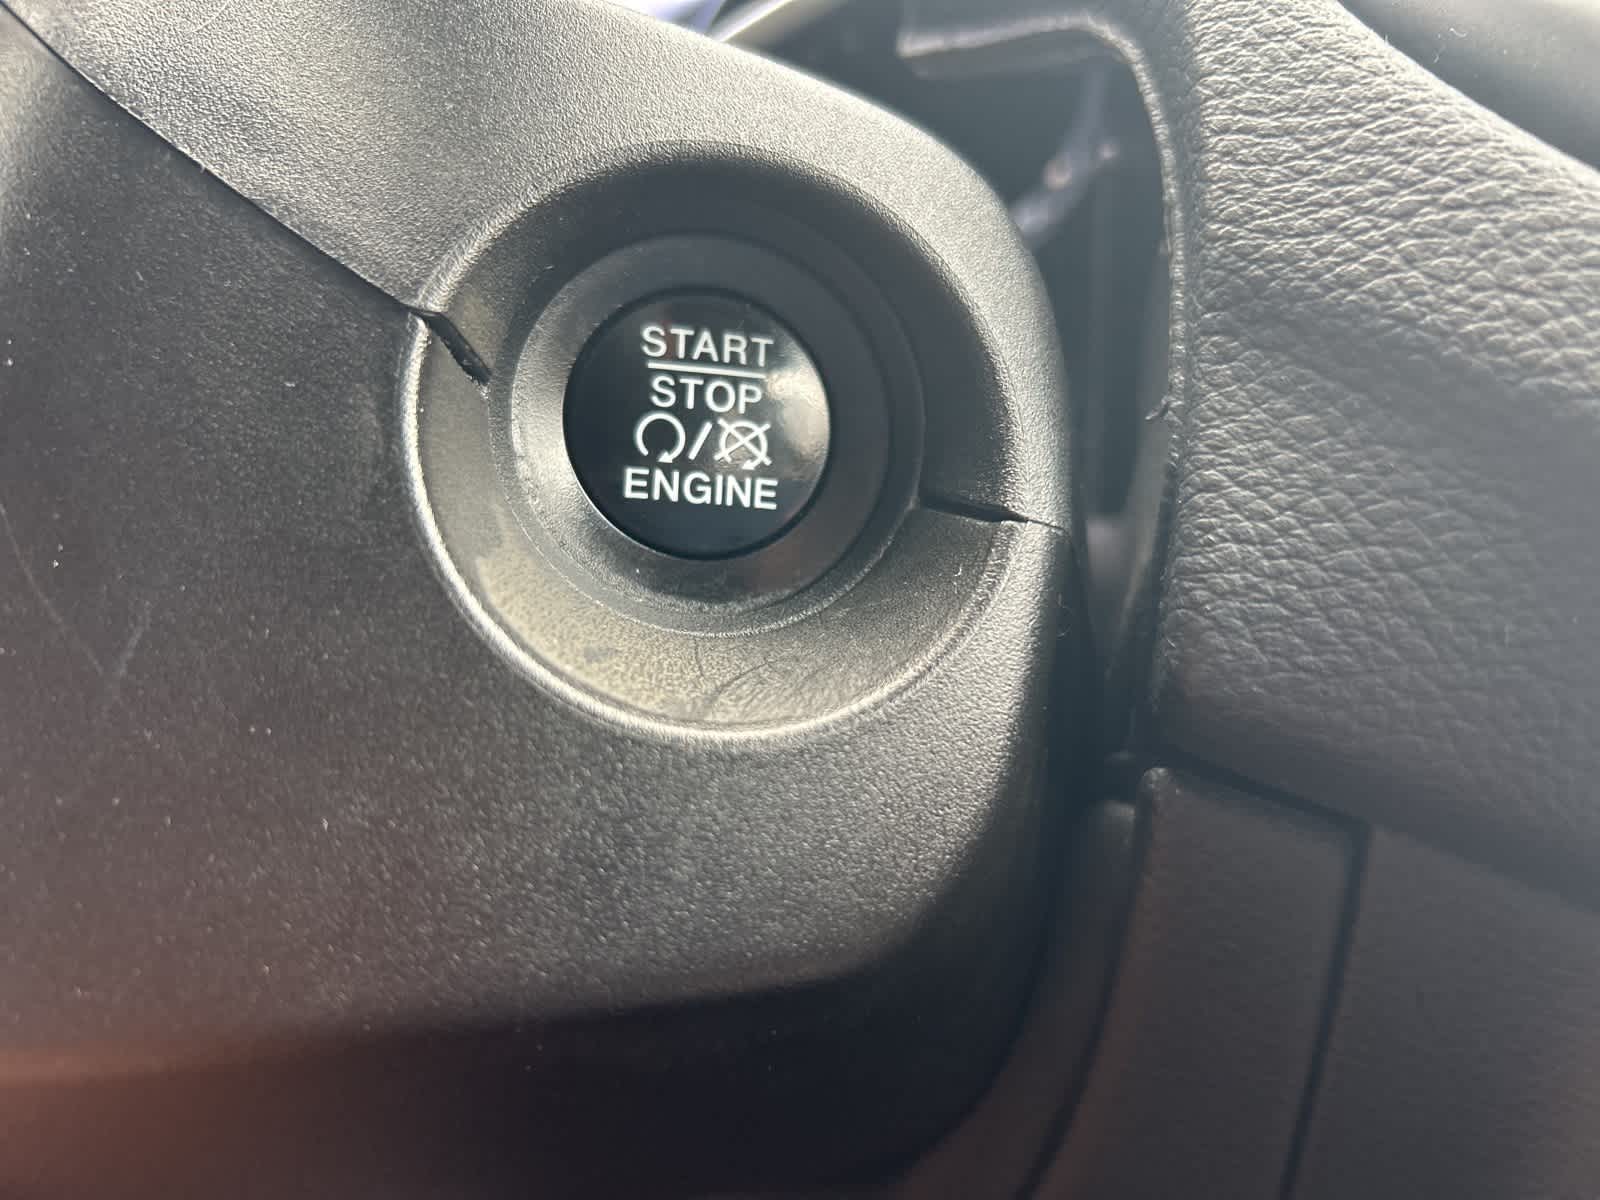 START
STOP
/
ENGINE